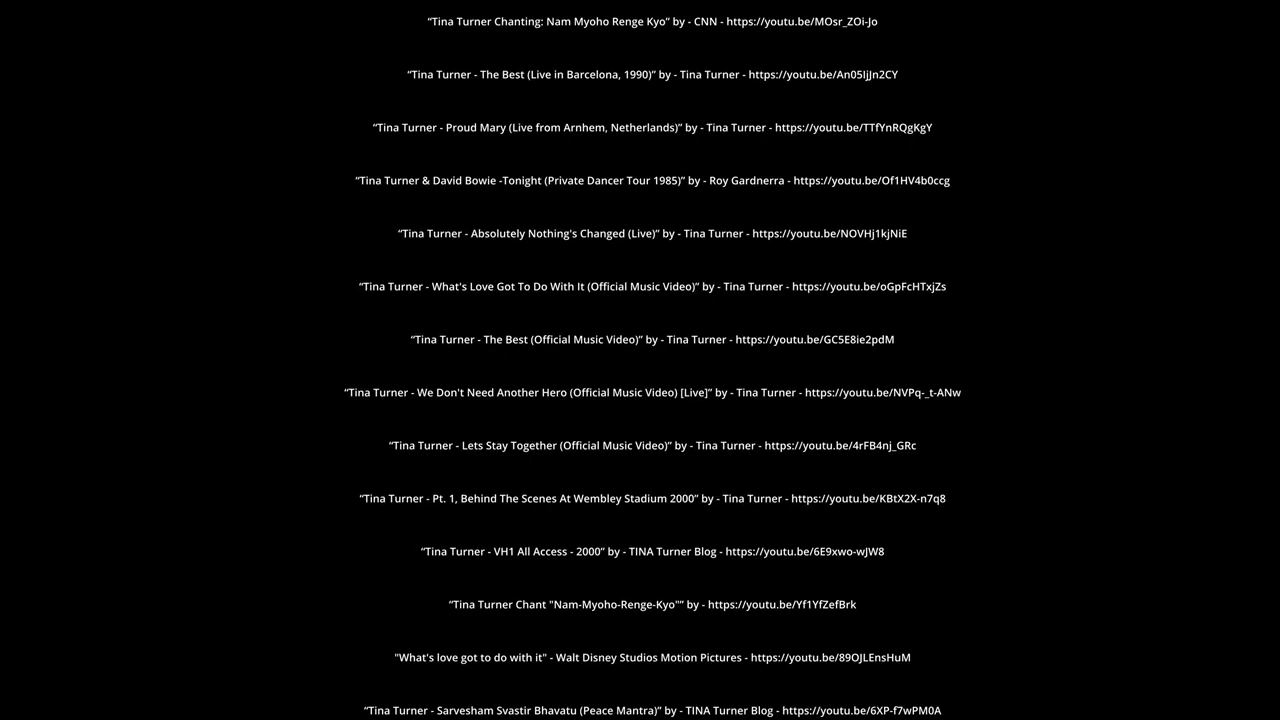 “Tina Turner Chanting: Nam Myoho Renge Kyo” by - CNN - https://youtu.be/MOsr_ZOi-Jo
“Tina Turner - The Best (Live in Barcelona, 1990)” by - Tina Turner - https://youtu.be/An05IjJn2CY
“Tina Turner - Proud Mary (Live from Arnhem, Netherlands)” by - Tina Turner - https://youtu.be/TTfYnRQgKgY
“Tina Turner & David Bowie -Tonight (Private Dancer Tour 1985)” by - Roy Gardnerra - https://youtu.be/Of1HV4b0ccg
“Tina Turner - Absolutely Nothing's Changed (Live)” by - Tina Turner - https://youtu.be/NOVHj1kjNiE
“Tina Turner - What's Love Got To Do With It (Official Music Video)” by - Tina Turner - https://youtu.be/oGpFcHTxjZs
“Tina Turner - The Best (Official Music Video)” by - Tina Turner - https://youtu.be/GC5E8ie2pdM
“Tina Turner - We Don't Need Another Hero (Official Music Video) [Live]” by - Tina Turner - https://youtu.be/NVPq-_t-ANw
“Tina Turner - Lets Stay Together (Official Music Video)” by - Tina Turner - https://youtu.be/4rFB4nj_GRc
“Tina Turner - Pt. 1, Behind The Scenes At Wembley Stadium 2000” by - Tina Turner - https://youtu.be/KBtX2X-n7q8
“Tina Turner - VH1 All Access - 2000” by - TINA Turner Blog - https://youtu.be/6E9xwo-wJW8
“Tina Turner Chant "Nam-Myoho-Renge-Kyo"” by - https://youtu.be/Yf1YfZefBrk
"What's love got to do with it" - Walt Disney Studios Motion Pictures - https://youtu.be/89OJLEnsHuM
“Tina Turner - Sarvesham Svastir Bhavatu (Peace Mantra)” by - TINA Turner Blog - https://youtu.be/6XP-f7wPM0A